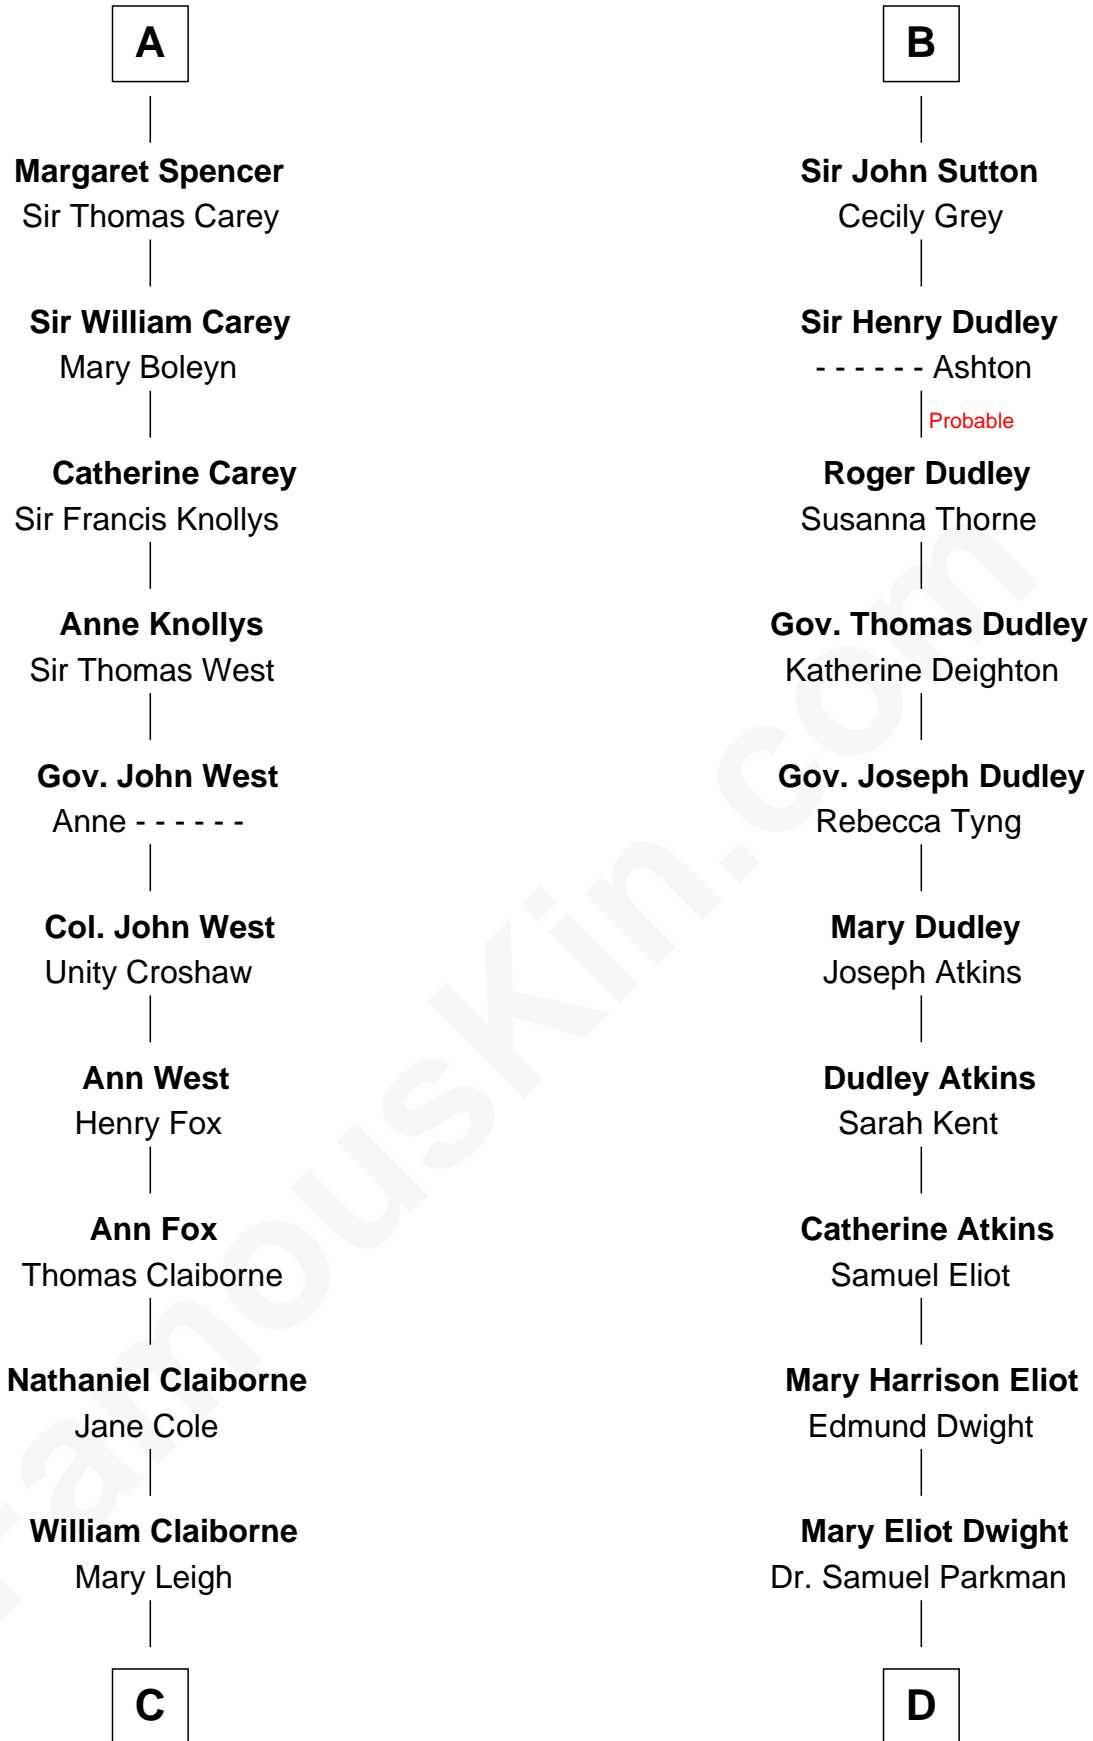 A
Margaret Spencer
Sir Thomas Carey
Sir William Carey
Mary Boleyn
Catherine Carey
Sir Francis Knollys
Anne Knollys
Sir Thomas West
Gov. John West
Anne - - - - - -
Col. John West
Unity Croshaw
Ann West
Henry Fox
Ann Fox
Thomas Claiborne
Nathaniel Claiborne
Jane Cole
William Claiborne
Mary Leigh
C
B
Sir John Sutton
Cecily Grey
Sir Henry Dudley
- - - - - - Ashton
Probable
Roger Dudley
Susanna Thorne
Gov. Thomas Dudley
Katherine Deighton
Gov. Joseph Dudley
Rebecca Tyng
Mary Dudley
Joseph Atkins
Dudley Atkins
Sarah Kent
Catherine Atkins
Samuel Eliot
Mary Harrison Eliot
Edmund Dwight
Mary Eliot Dwight
Dr. Samuel Parkman
D
FamousKin.com